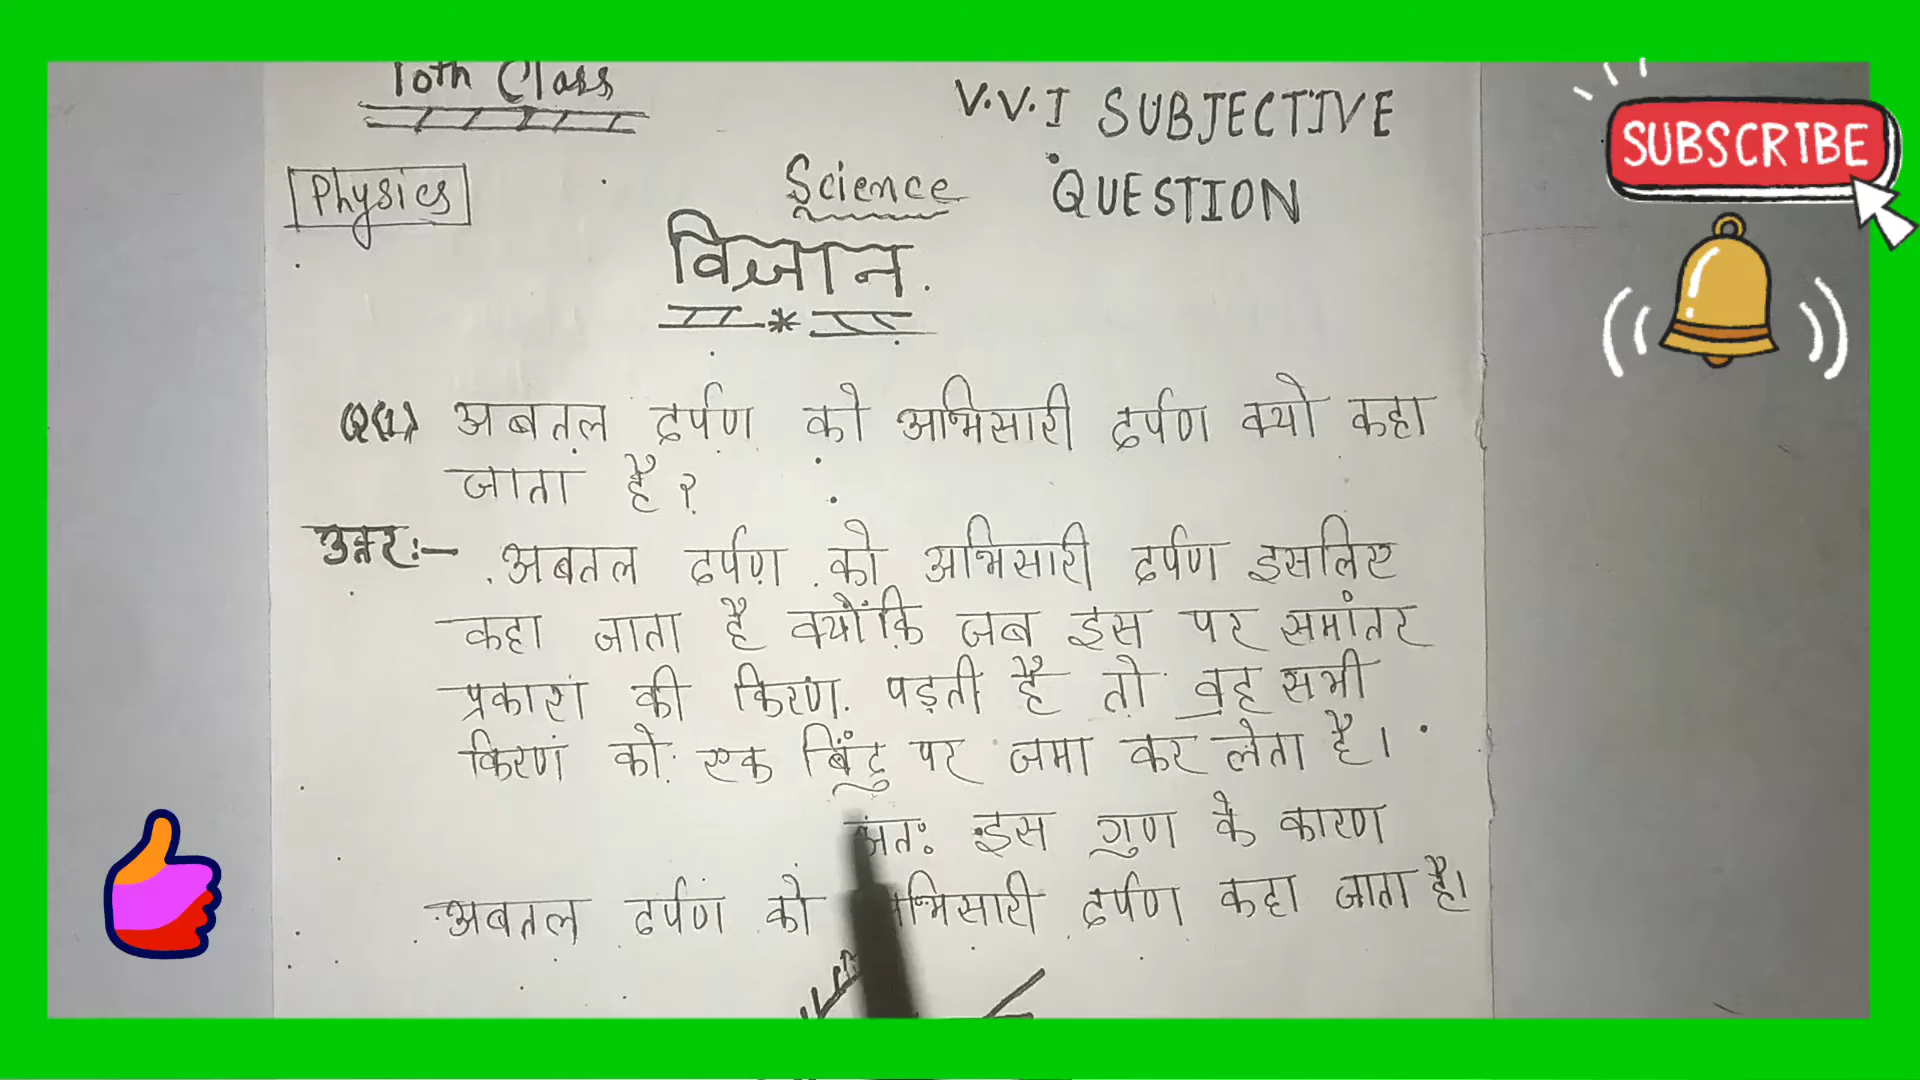 10th Class
V.V.I SUBJECTIVE
QUESTION
SUBSCRIBE
Physics
Science
विज्ञान
Q(1) अबतल दर्पण को अभिसारी दर्पण क्यो कहा
जाता है?
उत्तर:- अबतल दर्पण को अभिसारी दर्पण इसलिए
कहा जाता है क्योंकि जब इस पर समांतर
प्रकाश की किरण पड़ती है तो वह सभी
किरण को एक बिंदु पर जमा कर लेता है।
अत: इस गुण के कारण
अबतल दर्पण को अभिसारी दर्पण कहा जाता है।